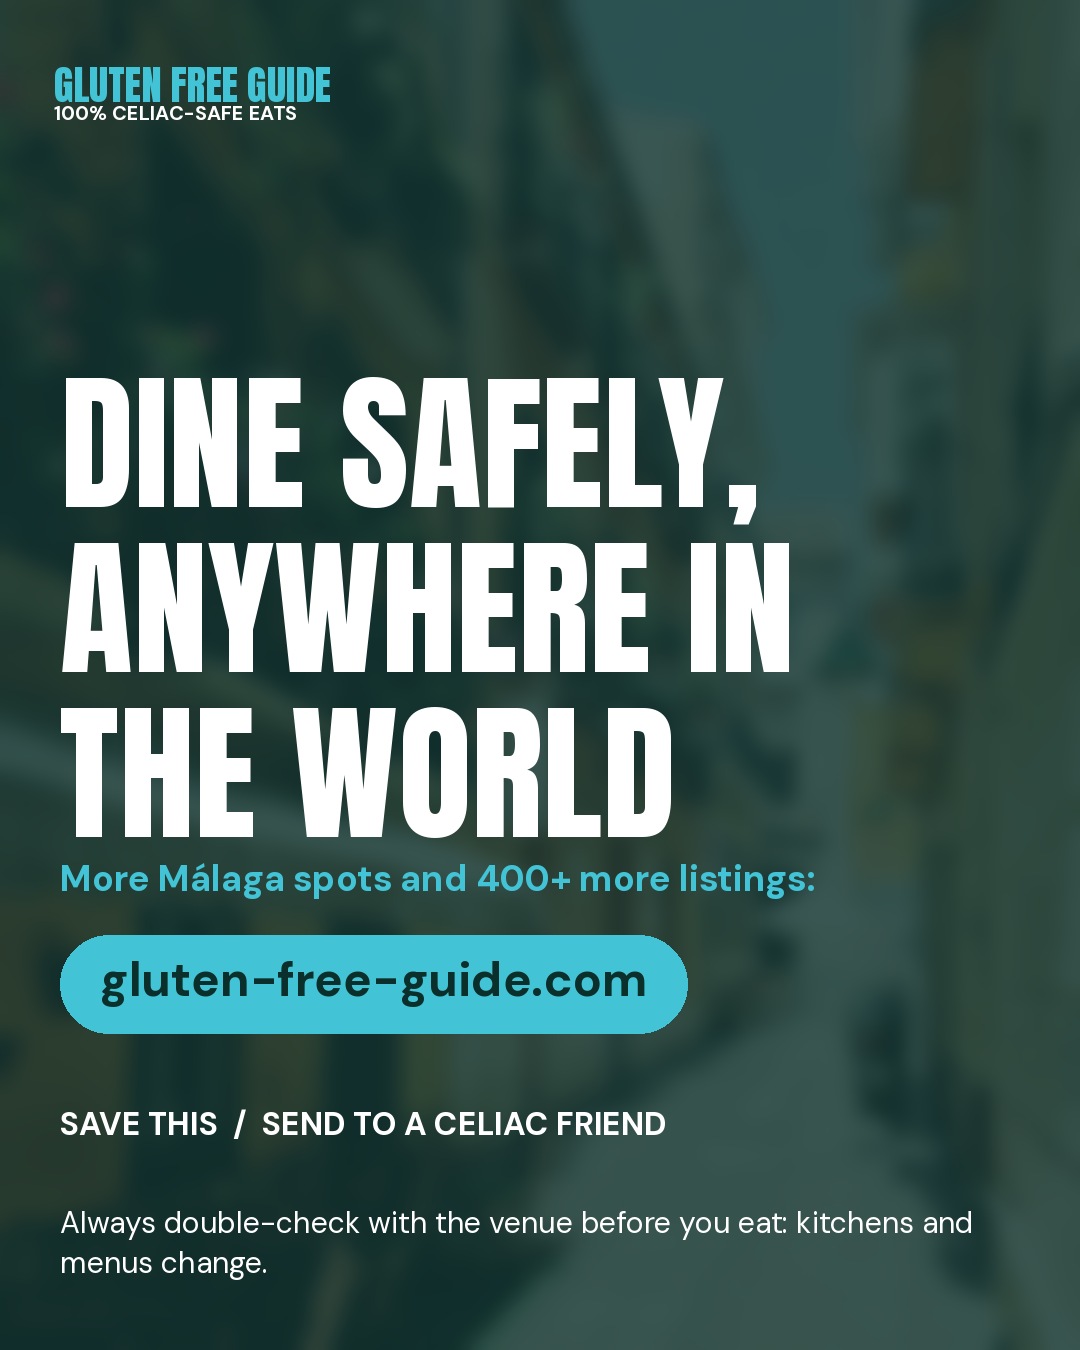 GLUTEN FREE GUIDE
100% CELIAC-SAFE EATS
DINE SAFELY,
ANYWHERE IN
THE WORLD
More Málaga spots and 400+ more listings:
gluten-free-guide.com
SAVE THIS / SEND TO A CELIAC FRIEND
Always double-check with the venue before you eat: kitchens and
menus change.